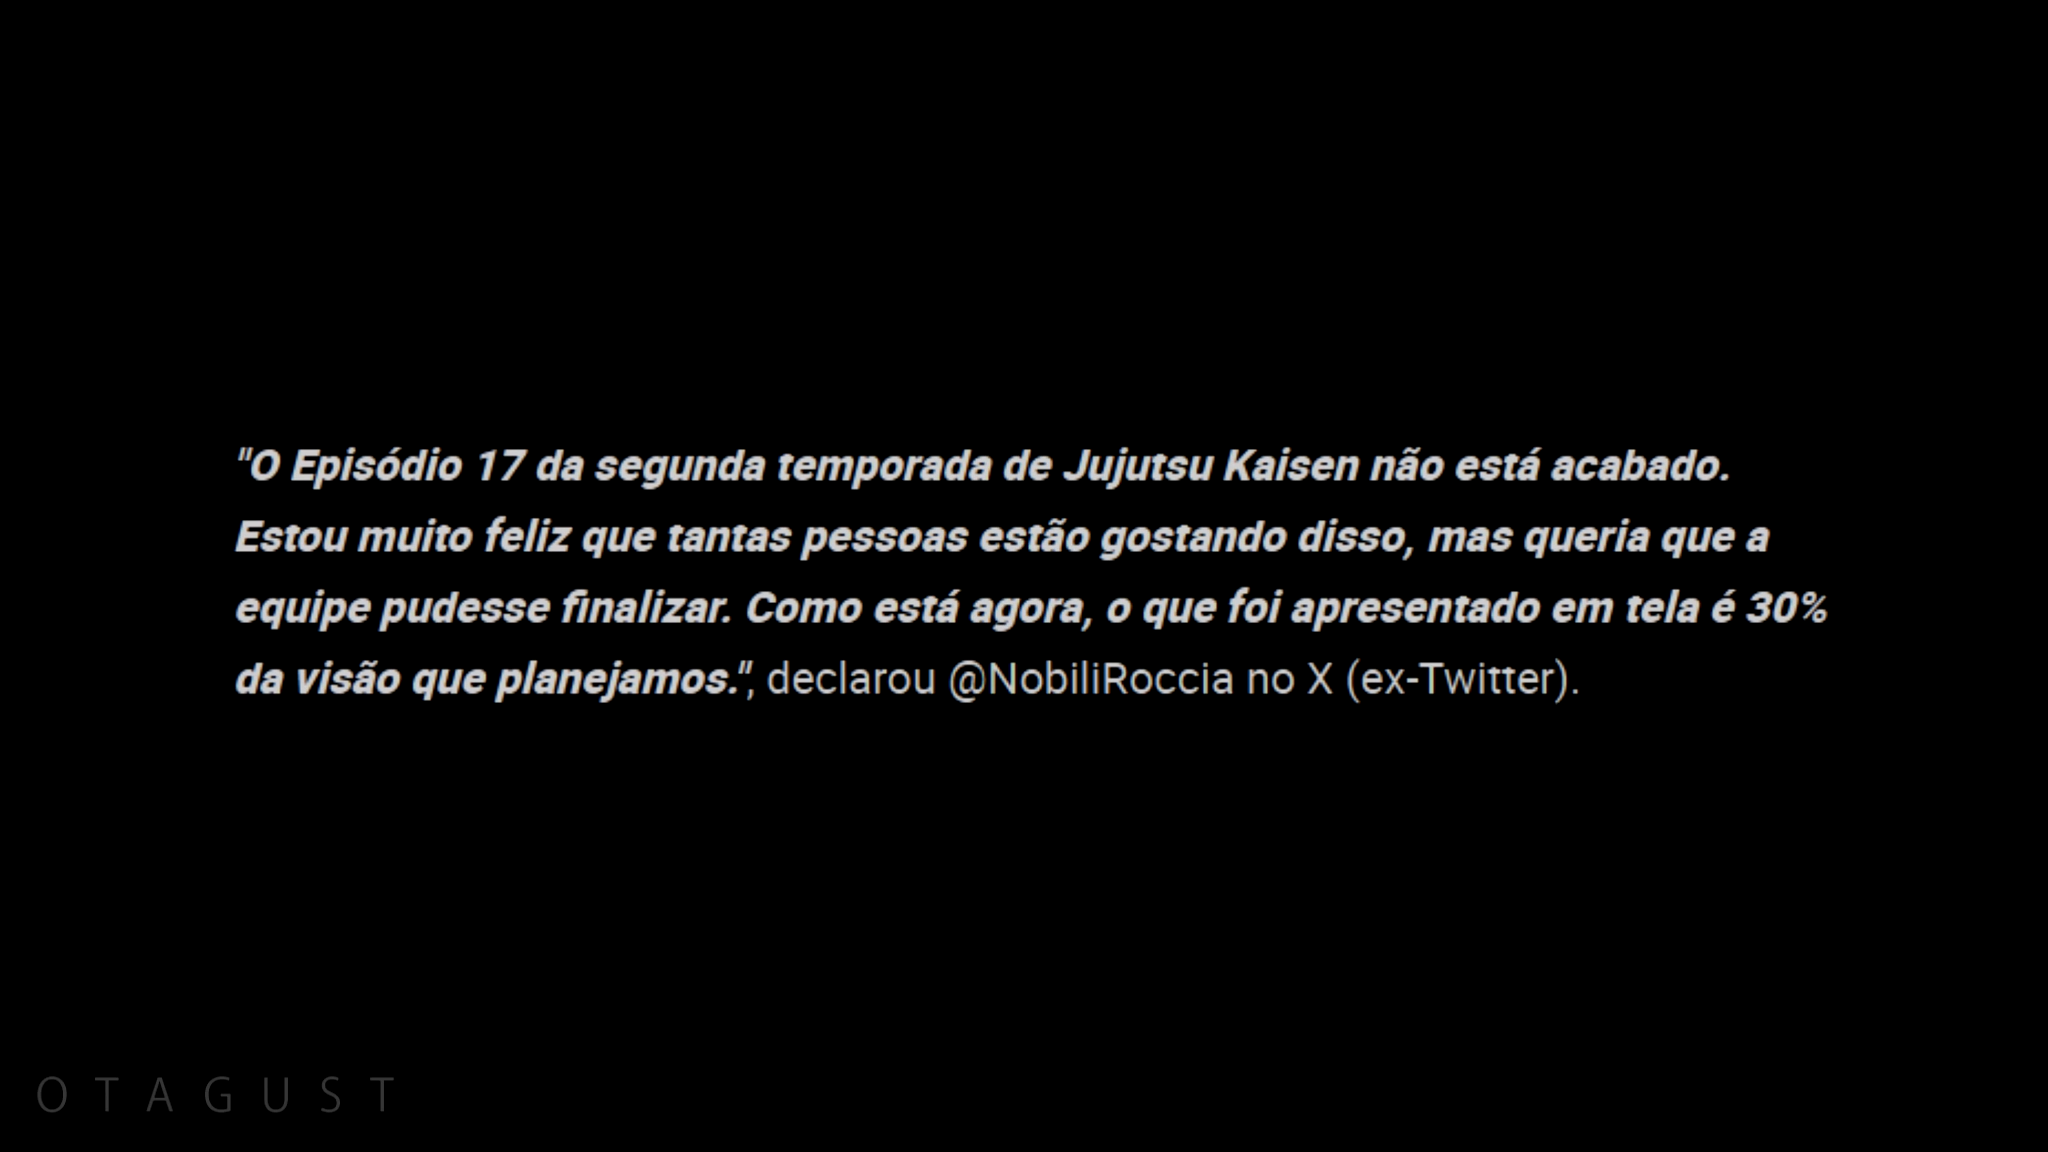 "O Episódio 17 da segunda temporada de Jujutsu Kaisen não está acabado.
Estou muito feliz que tantas pessoas estão gostando disso, mas queria que a
equipe pudesse finalizar. Como está agora, o que foi apresentado em tela é 30%
da visão que planejamos.", declarou @NobiliRoccia no X (ex-Twitter).
OTAGUST